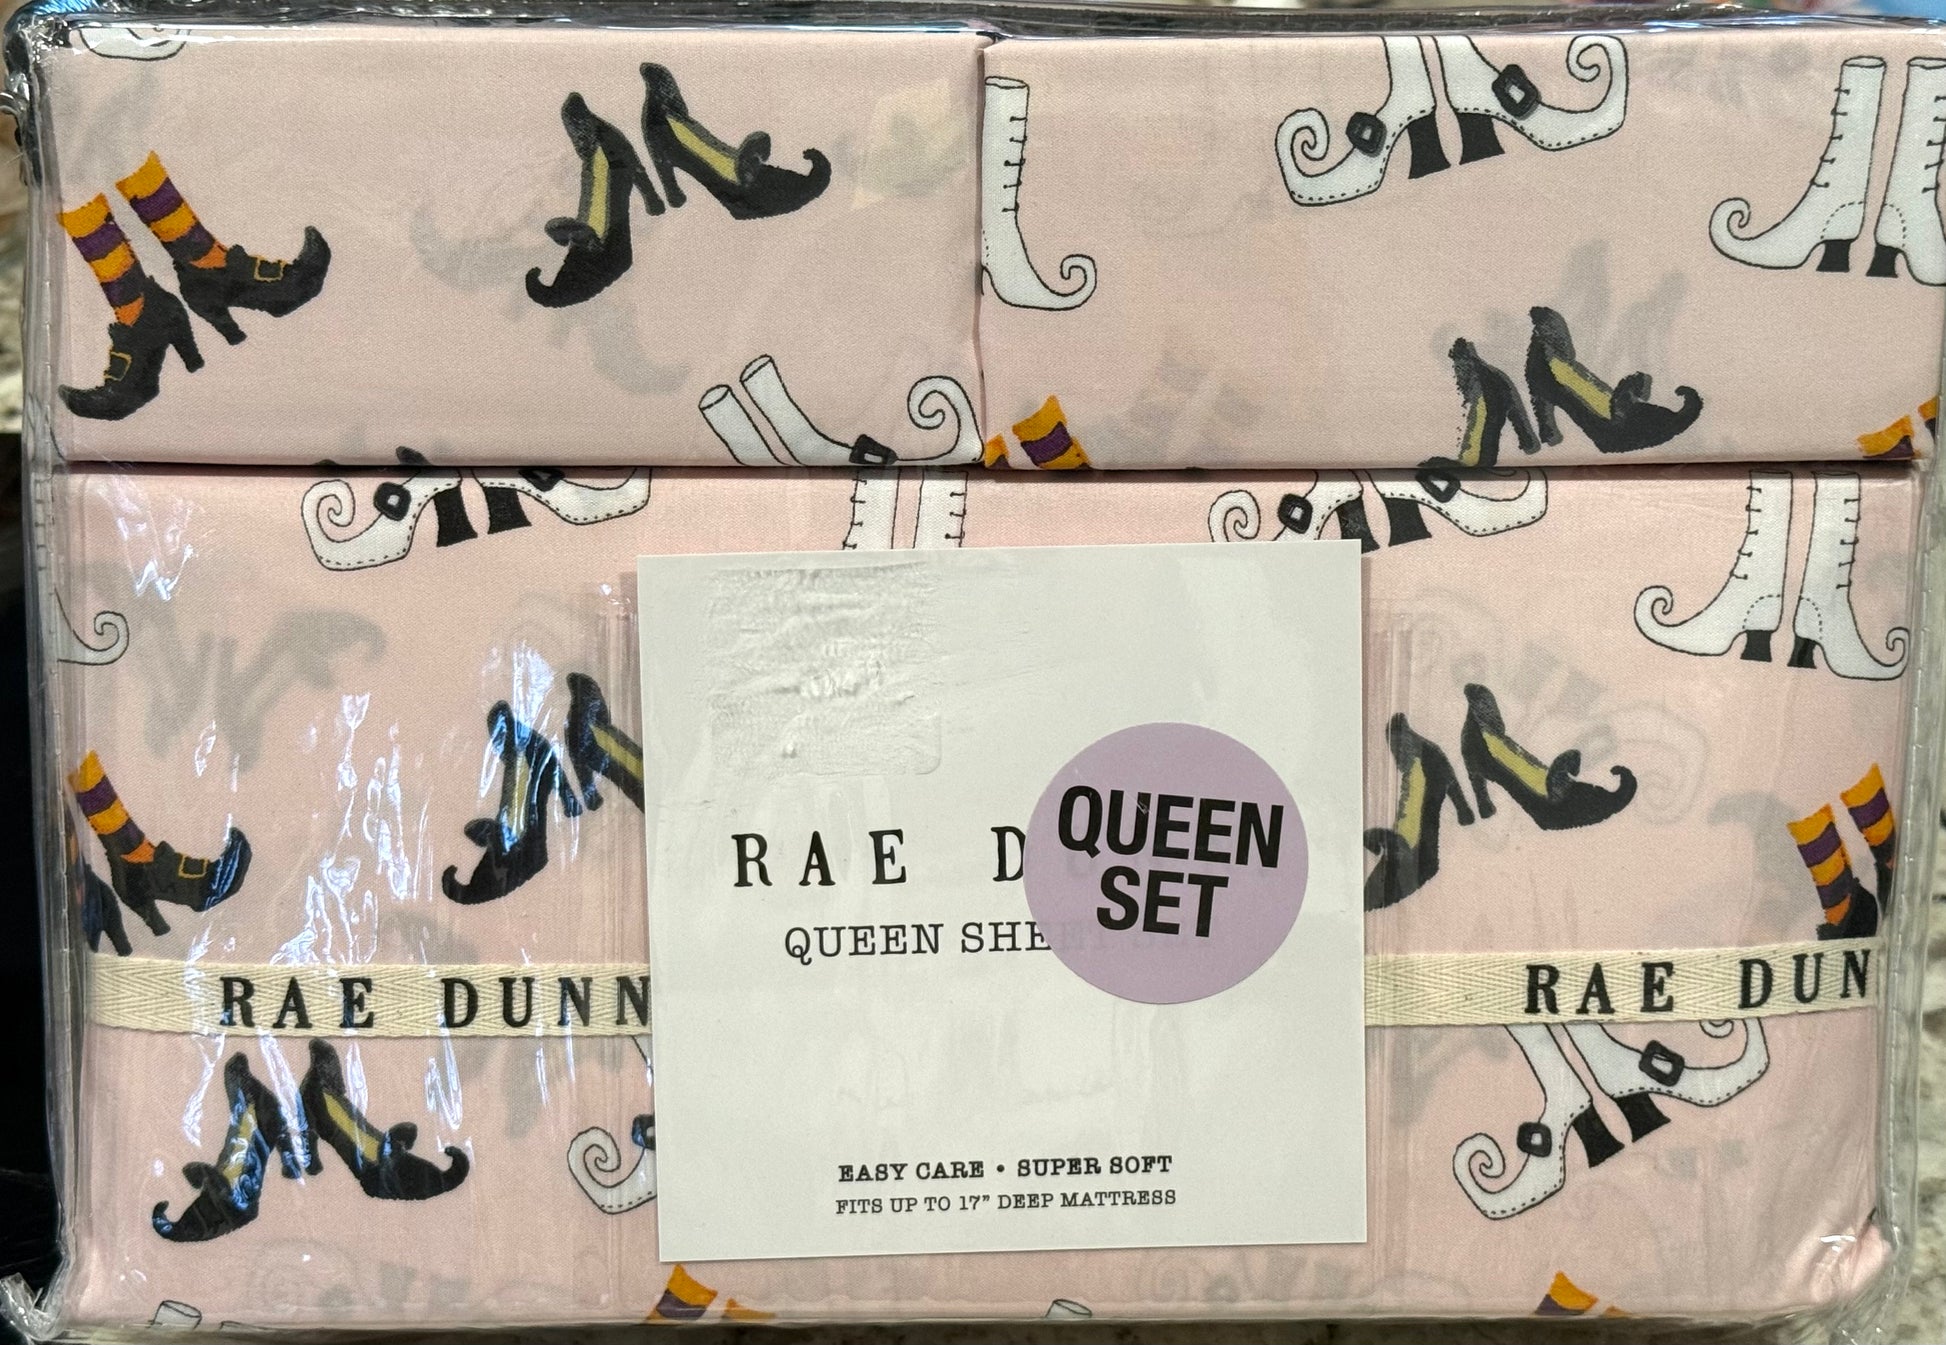 RAE D
QUEEN SHE
QUEEN
SET
RAE DUNN
RAE DUN
EASY CARE • SUPER SOFT
FITS UP TO 17” DEEP MATTRESS